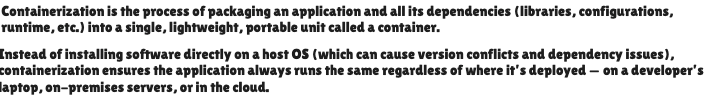 Containerization is the process of packaging an application and all its dependencies (libraries, configurations,
runtime, etc.) into a single, lightweight, portable unit called a container.
Instead of installing software directly on a host OS (which can cause version conflicts and dependency issues),
containerization ensures the application always runs the same regardless of where it's deployed — on a developer's
laptop, on-premises servers, or in the cloud.